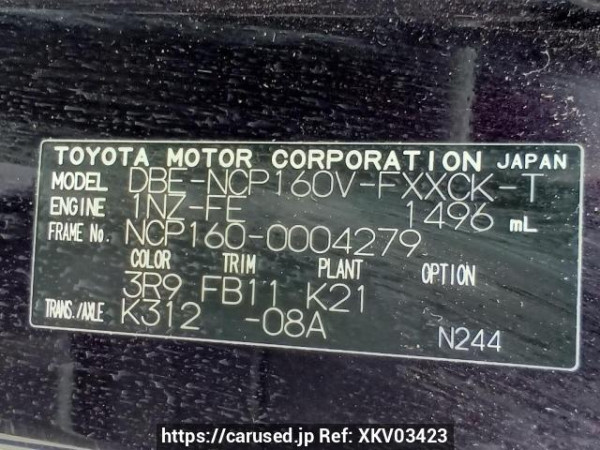 TOYOTA MOTOR CORPORATION JAPAN
MODEL DBE-NCP160V-FXXCK-T
ENGINE 1NZ-FE 1496 mL
FRAME No. NCP160-0004279
COLOR TRIM PLANT OPTION
3R9 FB11 K21
TRANS./AXLE K312 -08A
N244
https://carused.jp Ref: XKV03423